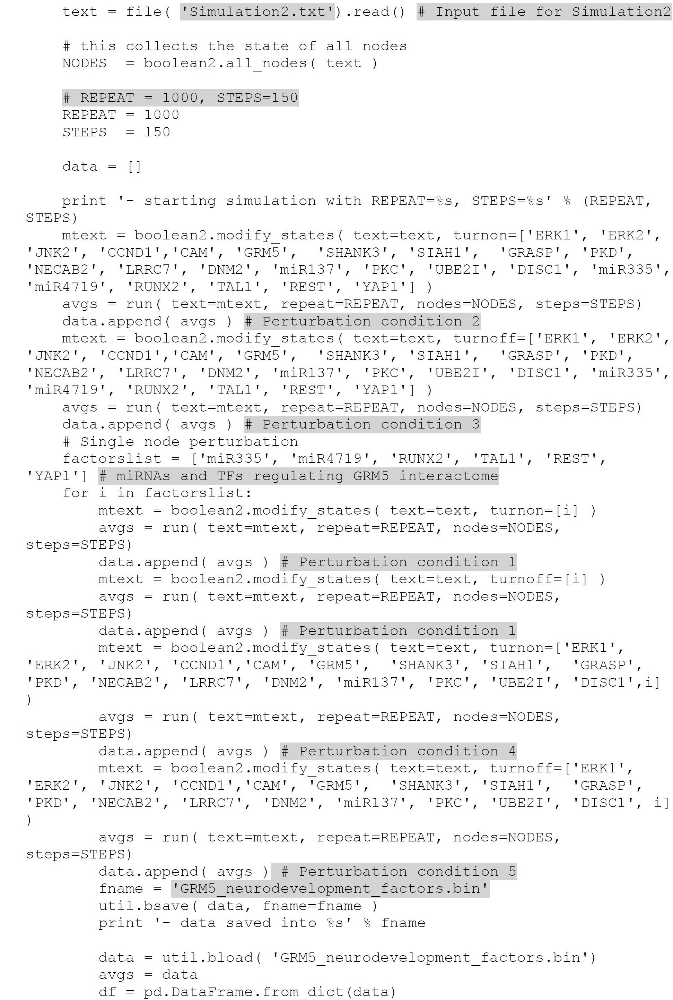 text = file( 'Simulation2.txt').read() # Input file for Simulation2
# this collects the state of all nodes
NODES  = boolean2.all_nodes( text )
# REPEAT = 1000, STEPS=150
REPEAT = 1000
STEPS  = 150
data = []
print '- starting simulation with REPEAT=%s, STEPS=%s' % (REPEAT,
STEPS)
mtext = boolean2.modify_states( text=text, turnon=['ERK1', 'ERK2',
'JNK2', 'CCND1','CAM', 'GRM5',  'SHANK3', 'SIAH1',  'GRASP', 'PKD',
'NECAB2', 'LRRC7', 'DNM2', 'miR137', 'PKC', 'UBE2I', 'DISC1', 'miR335',
'miR4719', 'RUNX2', 'TAL1', 'REST', 'YAP1'] )
avgs = run( text=mtext, repeat=REPEAT, nodes=NODES, steps=STEPS)
data.append( avgs ) # Perturbation condition 2
mtext = boolean2.modify_states( text=text, turnoff=['ERK1', 'ERK2',
'JNK2', 'CCND1','CAM', 'GRM5',  'SHANK3', 'SIAH1',  'GRASP', 'PKD',
'NECAB2', 'LRRC7', 'DNM2', 'miR137', 'PKC', 'UBE2I', 'DISC1', 'miR335',
'miR4719', 'RUNX2', 'TAL1', 'REST', 'YAP1'] )
avgs = run( text=mtext, repeat=REPEAT, nodes=NODES, steps=STEPS)
data.append( avgs ) # Perturbation condition 3
# Single node perturbation
factorslist = ['miR335', 'miR4719', 'RUNX2', 'TAL1', 'REST',
'YAP1'] # miRNAs and TFs regulating GRM5 interactome
for i in factorslist:
mtext = boolean2.modify_states( text=text, turnon=[i] )
avgs = run( text=mtext, repeat=REPEAT, nodes=NODES,
steps=STEPS)
data.append( avgs ) # Perturbation condition 1
mtext = boolean2.modify_states( text=text, turnoff=[i] )
avgs = run( text=mtext, repeat=REPEAT, nodes=NODES,
steps=STEPS)
data.append( avgs ) # Perturbation condition 1
mtext = boolean2.modify_states( text=text, turnon=['ERK1',
'ERK2', 'JNK2', 'CCND1','CAM', 'GRM5',  'SHANK3', 'SIAH1',  'GRASP',
'PKD', 'NECAB2', 'LRRC7', 'DNM2', 'miR137', 'PKC', 'UBE2I', 'DISC1',i]
)
avgs = run( text=mtext, repeat=REPEAT, nodes=NODES,
steps=STEPS)
data.append( avgs ) # Perturbation condition 4
mtext = boolean2.modify_states( text=text, turnoff=['ERK1',
'ERK2', 'JNK2', 'CCND1','CAM', 'GRM5',  'SHANK3', 'SIAH1',  'GRASP',
'PKD', 'NECAB2', 'LRRC7', 'DNM2', 'miR137', 'PKC', 'UBE2I', 'DISC1', i]
)
avgs = run( text=mtext, repeat=REPEAT, nodes=NODES,
steps=STEPS)
data.append( avgs ) # Perturbation condition 5
fname = 'GRM5_neurodevelopment_factors.bin'
util.bsave( data, fname=fname )
print '- data saved into %s' % fname
data = util.bload( 'GRM5_neurodevelopment_factors.bin')
avgs = data
df = pd.DataFrame.from_dict(data)